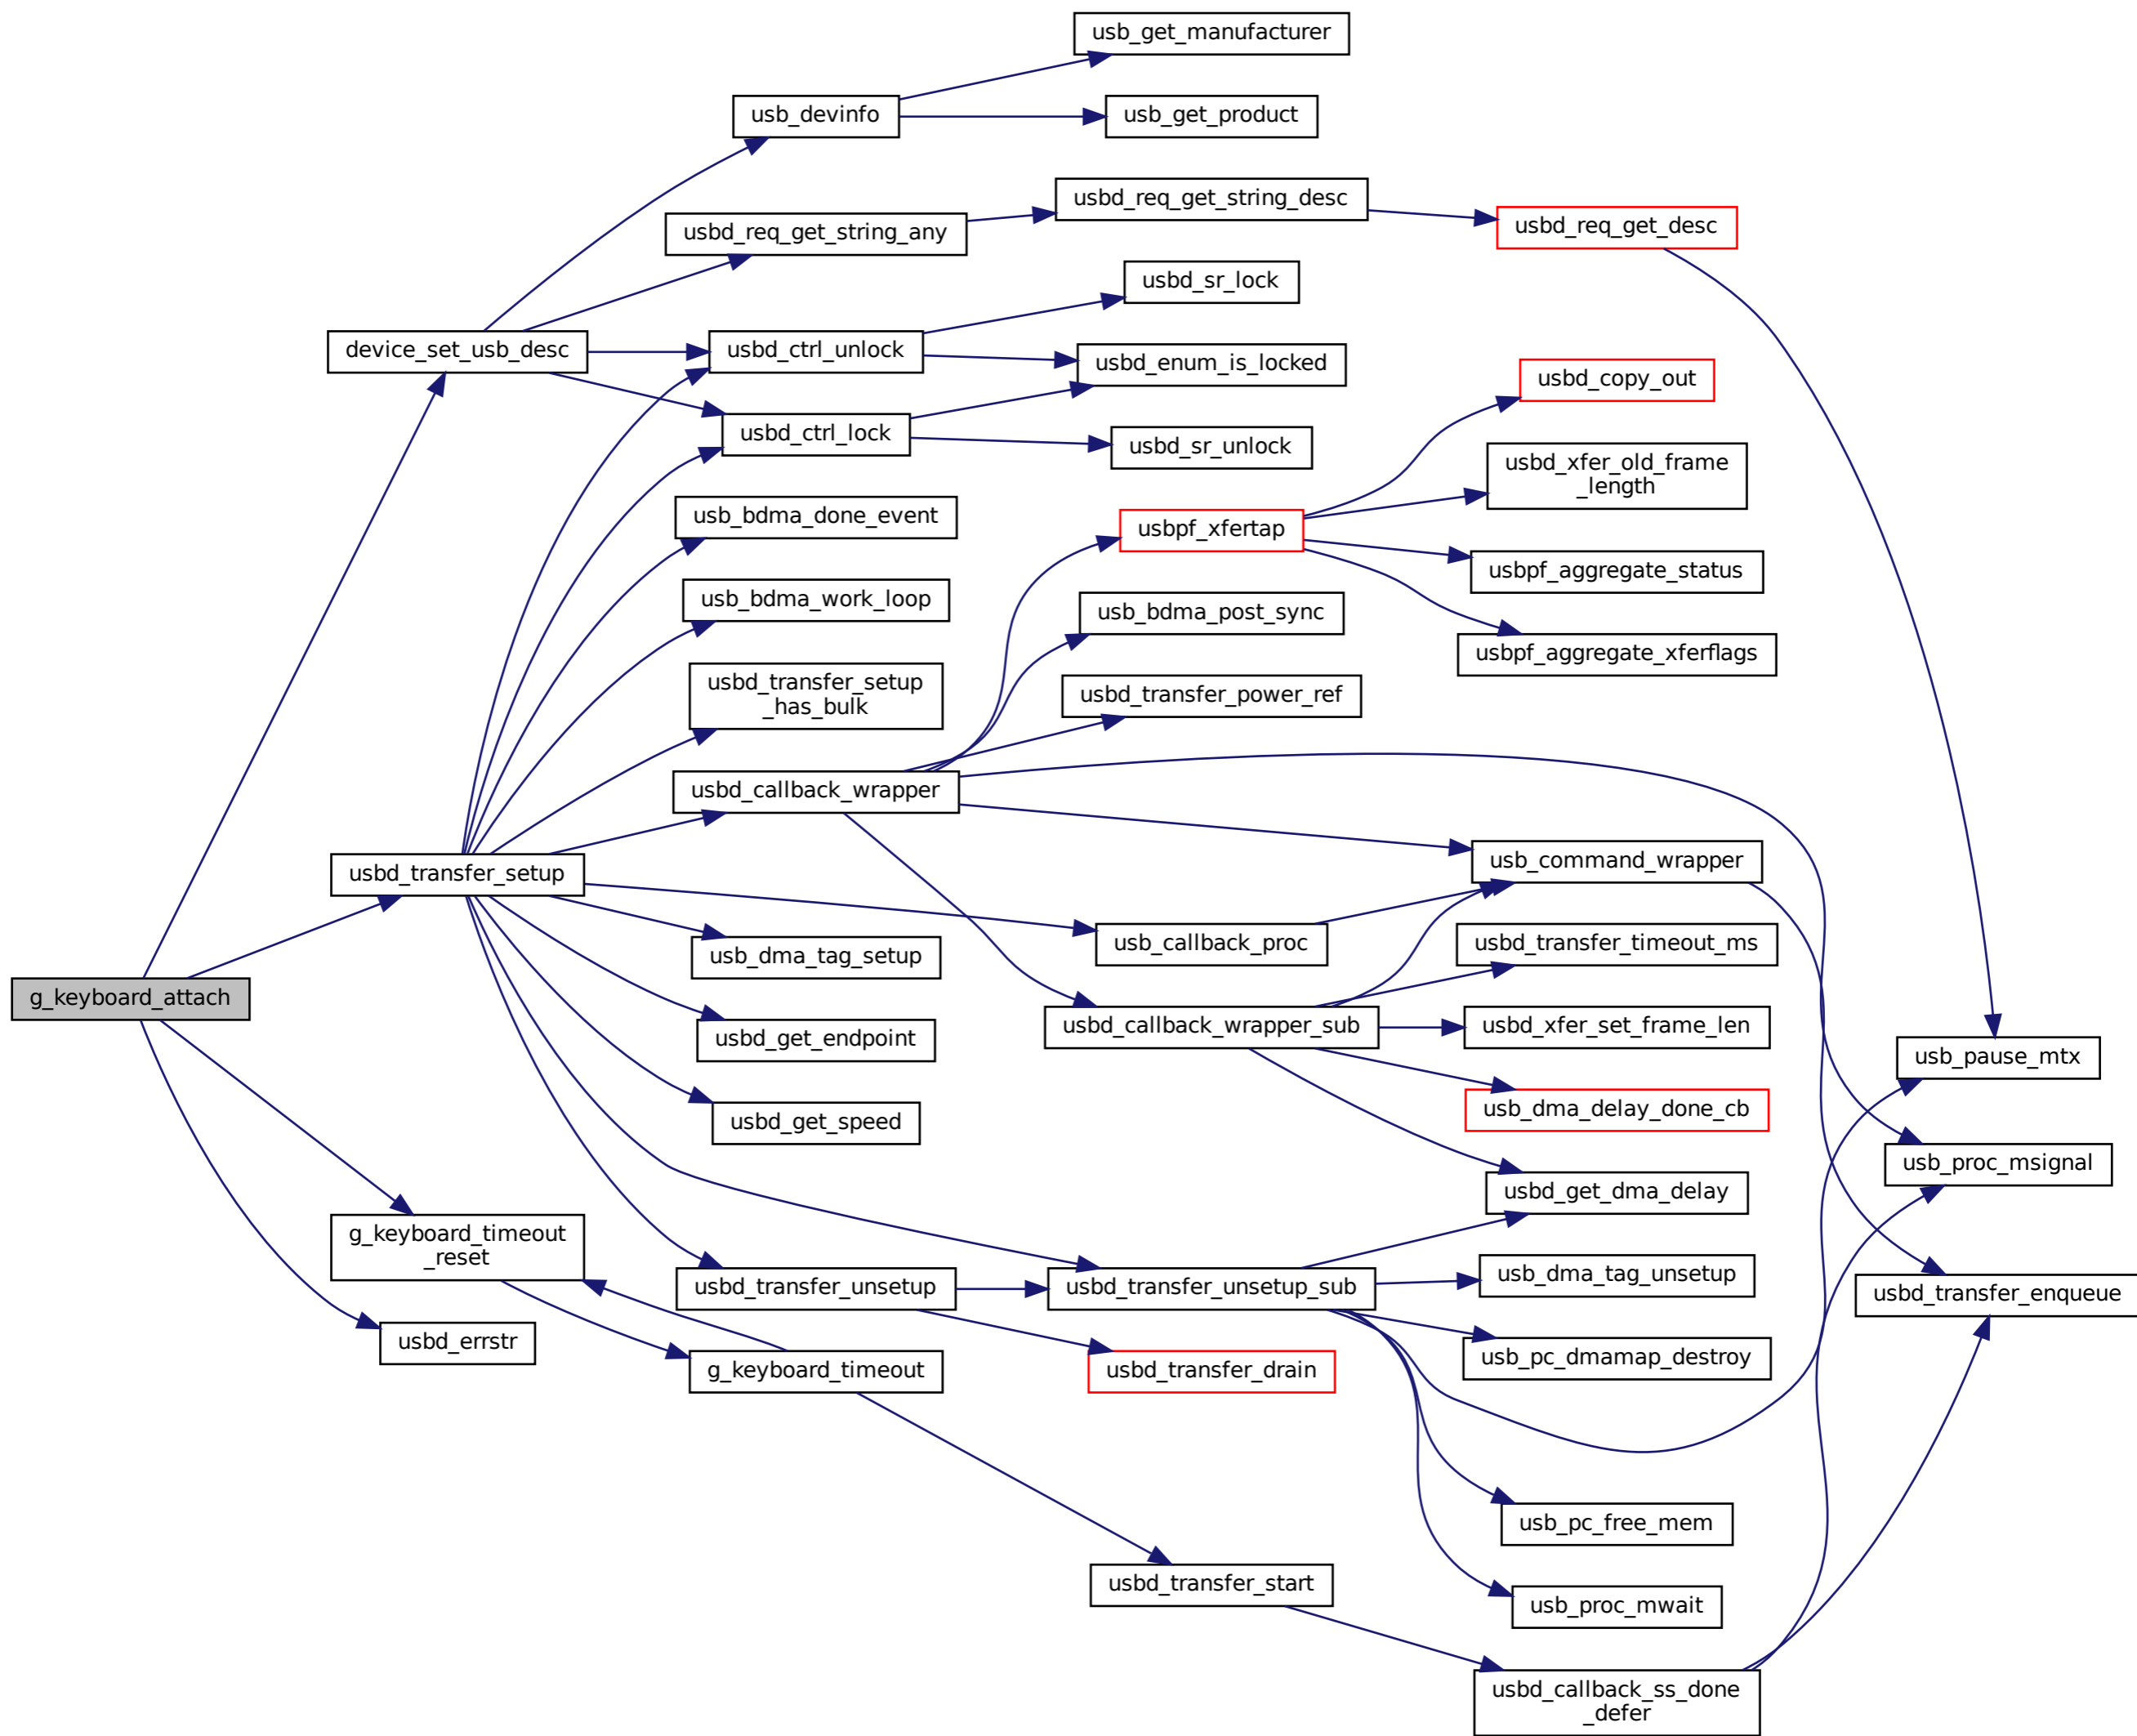 usb_get_manufacturer
usb_devinfo
usb_get_product
usbd_req_get_string_desc
usbd_req_get_desc
usbd_req_get_string_any
usbd_sr_lock
device_set_usb_desc
usbd_ctrl_unlock
usbd_enum_is_locked
usbd_copy_out
usbd_ctrl_lock
usbd_sr_unlock
usbd_xfer_old_frame
_length
usb_bdma_done_event
usbpf_xfertap
usbpf_aggregate_status
usb_bdma_work_loop
usb_bdma_post_sync
usbpf_aggregate_xferflags
usbd_transfer_setup
_has_bulk
usbd_transfer_power_ref
usbd_callback_wrapper
usbd_transfer_setup
usb_command_wrapper
usb_dma_tag_setup
usb_callback_proc
usbd_transfer_timeout_ms
g_keyboard_attach
usbd_get_endpoint
usbd_callback_wrapper_sub
usbd_xfer_set_frame_len
usb_pause_mtx
usbd_get_speed
usb_dma_delay_done_cb
usb_proc_msignal
usbd_get_dma_delay
g_keyboard_timeout
_reset
usbd_transfer_unsetup
usbd_transfer_unsetup_sub
usb_dma_tag_unsetup
usbd_transfer_enqueue
usbd_errstr
g_keyboard_timeout
usbd_transfer_drain
usb_pc_dmamap_destroy
usb_pc_free_mem
usbd_transfer_start
usb_proc_mwait
usbd_callback_ss_done
_defer